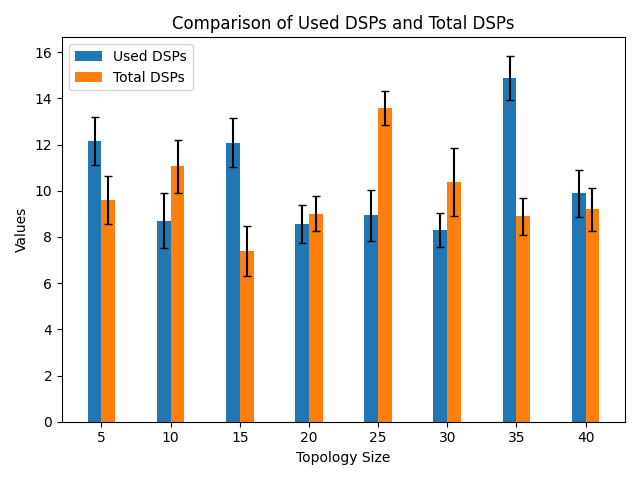 Comparison of Used DSPs and Total DSPs
Used DSPs
Total DSPs
Values
16
14
12
10
8
6
4
2
0
5 10 15 20 25 30 35 40
Topology Size